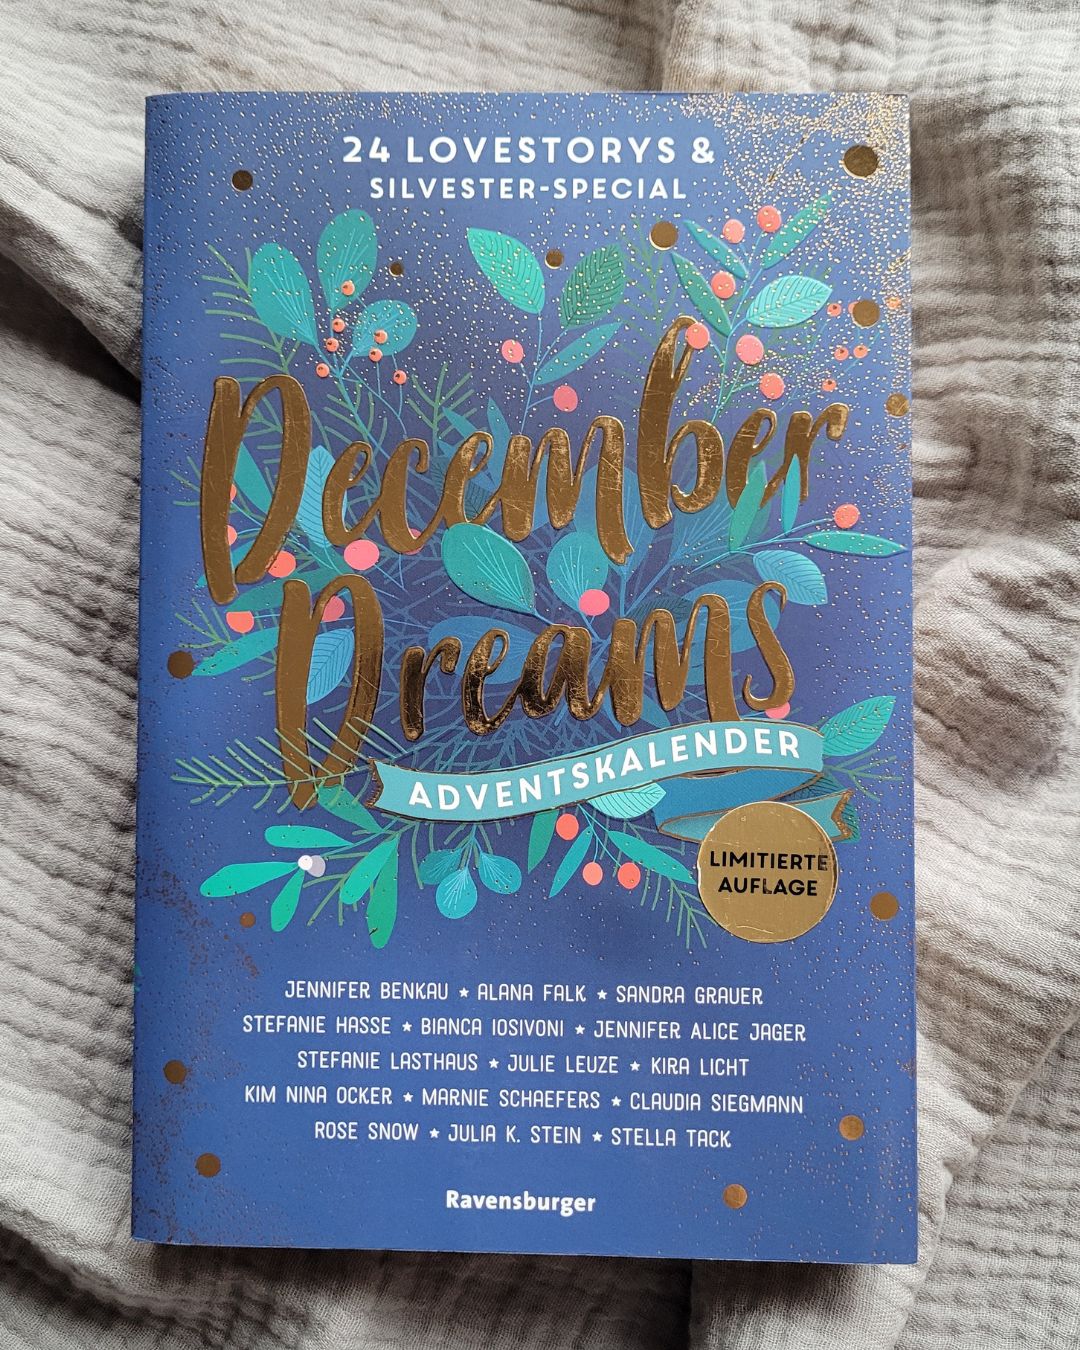 24 LOVESTORYS &
SILVESTER-SPECIAL
December
Dreams
ADVENTSKALENDER
LIMITIERTE
AUFLAGE
JENNIFER BENKAU ★ ALANA FALK ★ SANDRA GRAUER
STEFANIE HASSE ★ BIANCA IOSIVONI ★ JENNIFER ALICE JAGER
STEFANIE LASTHAUS ★ JULIE LEUZE ★ KIRA LICHT
KIM NINA OCKER ★ MARNIE SCHAEFERS ★ CLAUDIA SIEGMANN
ROSE SNOW ★ JULIA K. STEIN ★ STELLA TACK
Ravensburger